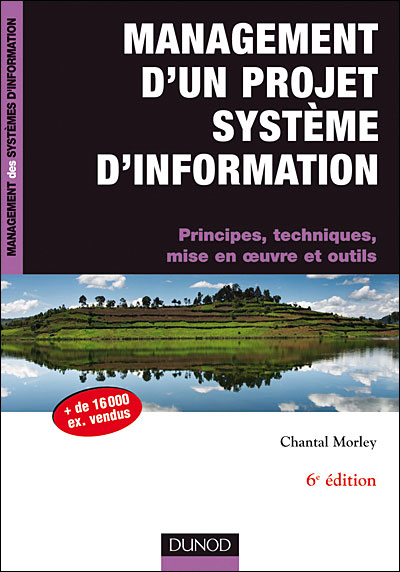 MANAGEMENT des SYSTÈMES D'INFORMATION
MANAGEMENT
D'UN PROJET
SYSTÈME
D'INFORMATION
Principes, techniques,
mise en œuvre et outils
+ de 16 000
ex. vendus
Chantal Morley
6e édition
DUNOD